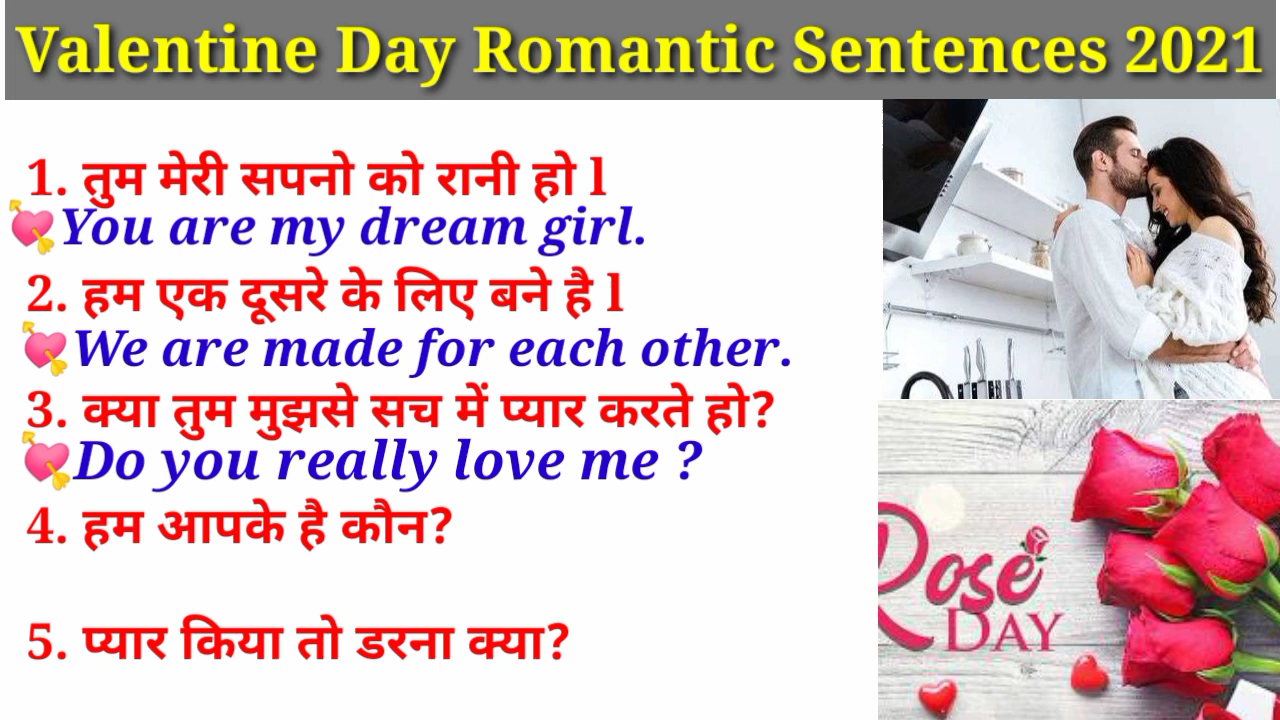 Valentine Day Romantic Sentences 2021
1. तुम मेरी सपनो को रानी हो l
💘You are my dream girl.
2. हम एक दूसरे के लिए बने है l
💘We are made for each other.
3. क्या तुम मुझसे सच में प्यार करते हो?
💘Do you really love me ?
4. हम आपके है कौन?
5. प्यार किया तो डरना क्या?
Rose
DAY